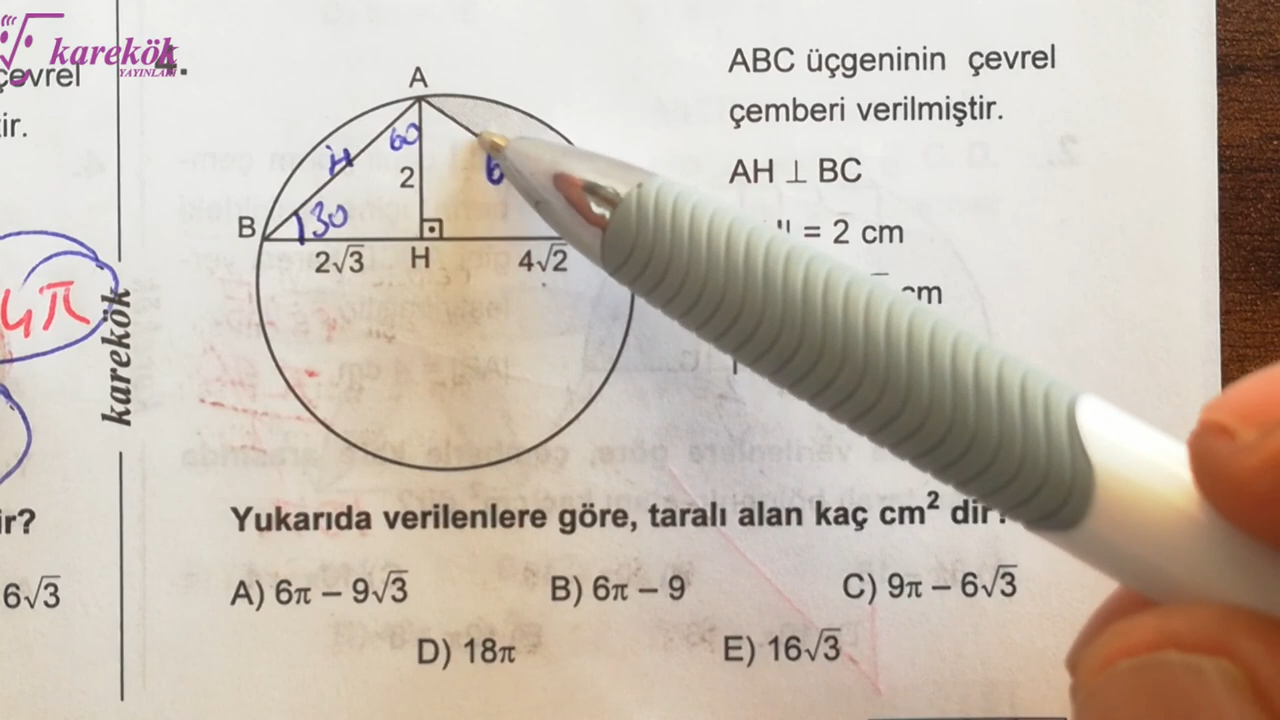 karekök
YAYINLARI
çevrel
ir.
4.
ABC üçgeninin çevrel
çemberi verilmiştir.
AH ⊥ BC
= 2 cm
cm
A
60
4
2
6
B
30
2√3
H
4√2
4π
karekök
ir?
6√3
Yukarıda verilenlere göre, taralı alan kaç cm² dir?
A) 6π – 9√3
B) 6π – 9
C) 9π – 6√3
D) 18π
E) 16√3